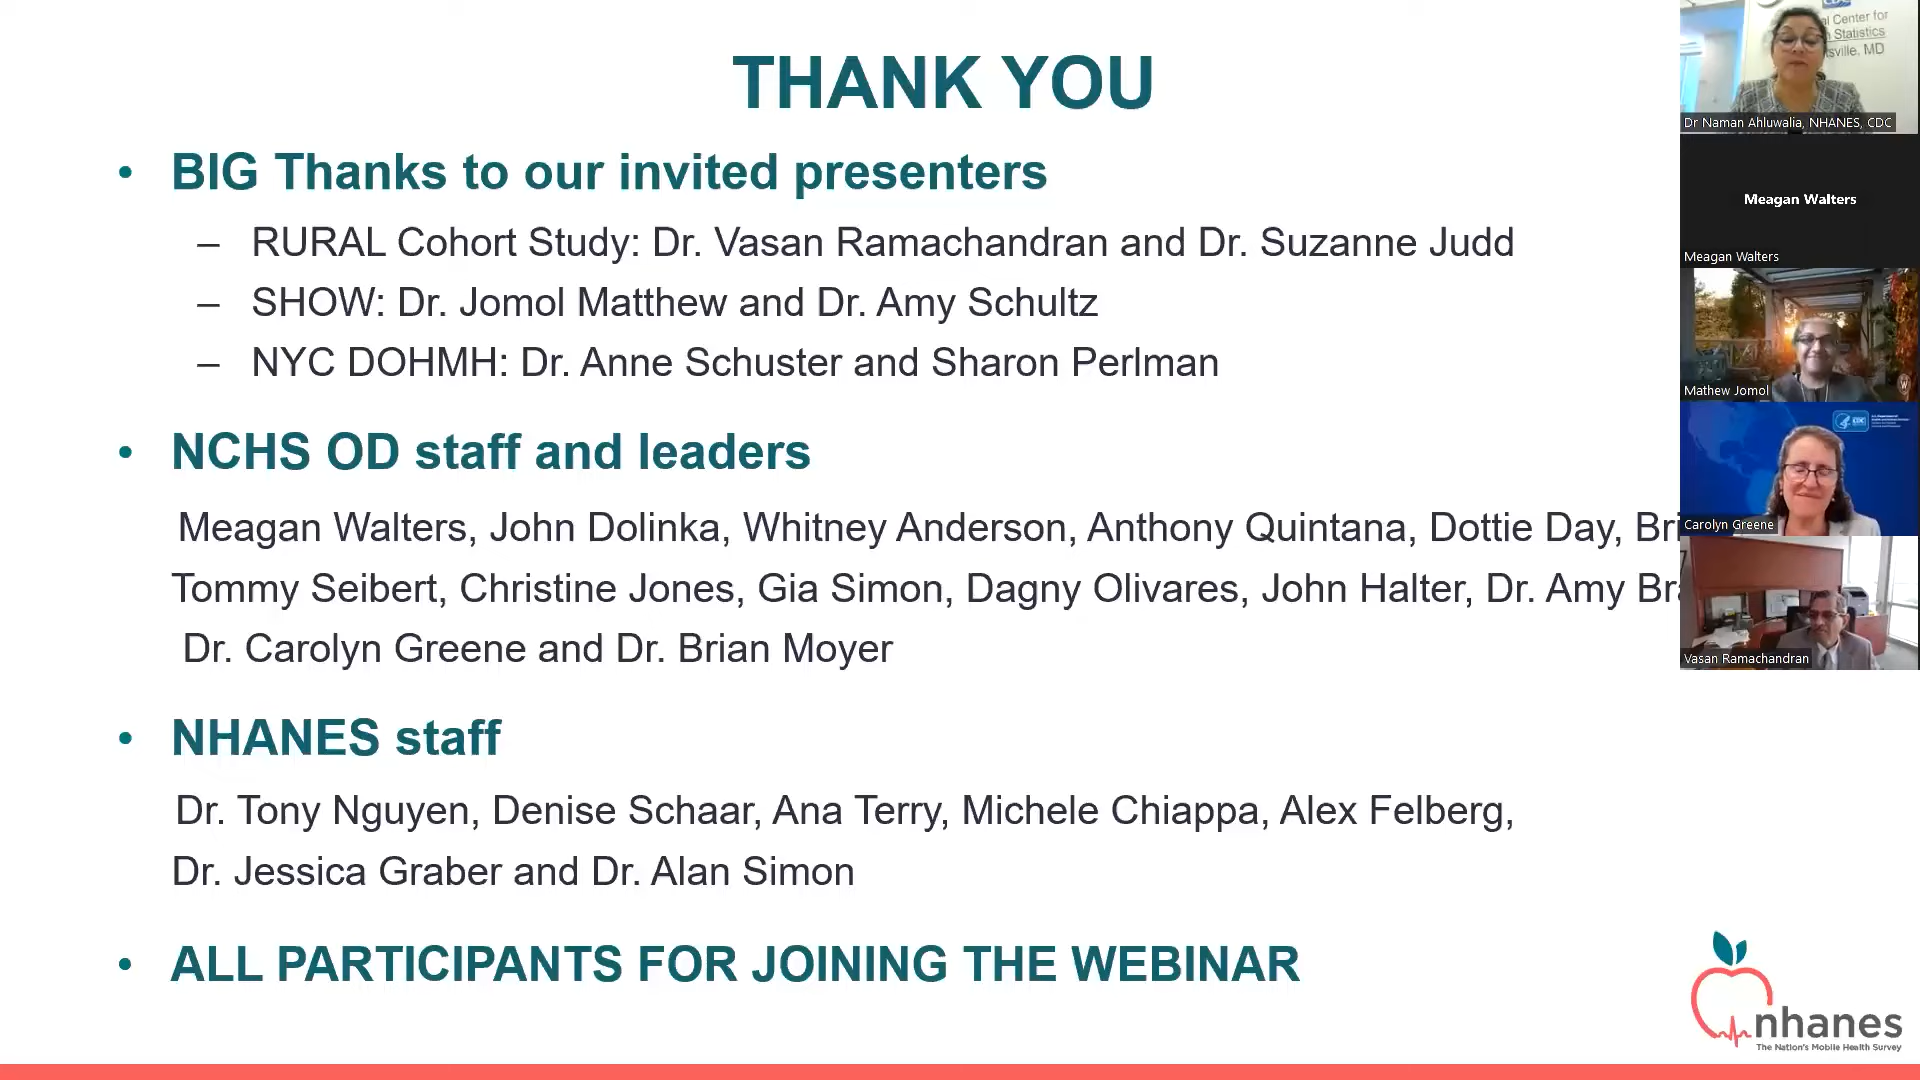 THANK YOU
• BIG Thanks to our invited presenters
– RURAL Cohort Study: Dr. Vasan Ramachandran and Dr. Suzanne Judd
– SHOW: Dr. Jomol Matthew and Dr. Amy Schultz
– NYC DOHMH: Dr. Anne Schuster and Sharon Perlman
• NCHS OD staff and leaders
Meagan Walters, John Dolinka, Whitney Anderson, Anthony Quintana, Dottie Day,
Tommy Seibert, Christine Jones, Gia Simon, Dagny Olivares, John Halter, Dr. Amy
Dr. Carolyn Greene and Dr. Brian Moyer
• NHANES staff
Dr. Tony Nguyen, Denise Schaar, Ana Terry, Michele Chiappa, Alex Felberg,
Dr. Jessica Graber and Dr. Alan Simon
• ALL PARTICIPANTS FOR JOINING THE WEBINAR
nhanes
The Nation's Mobile Health Survey
CDC
Center for
Statistics
MD
Dr Naman Ahluwalia, NHANES, CDC
Meagan Walters
Meagan Walters
Mathew Jomol
W
CDC
Carolyn Greene
Vasan Ramachandran